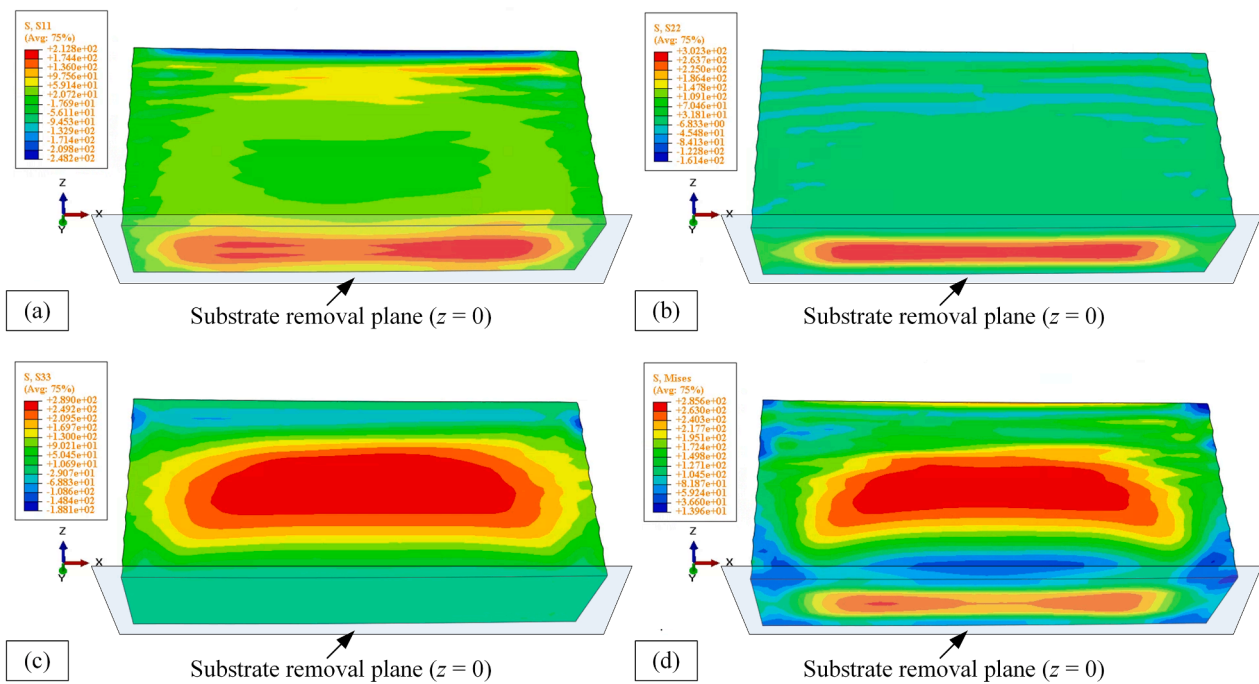 S, S11
(Avg: 75%)
+2.128e+02
+1.744e+02
+1.360e+02
+9.756e+01
+5.914e+01
+2.072e+01
-1.769e+01
-5.611e+01
-9.453e+01
-1.329e+02
-1.714e+02
-2.098e+02
-2.482e+02
Z
X
Y
(a)
Substrate removal plane (z = 0)
S, S22
(Avg: 75%)
+3.023e+02
+2.637e+02
+2.250e+02
+1.864e+02
+1.478e+02
+1.091e+02
+7.046e+01
+3.181e+01
-6.833e+00
-4.548e+01
-8.413e+01
-1.228e+02
-1.614e+02
Z
X
Y
(b)
Substrate removal plane (z = 0)
S, S33
(Avg: 75%)
+2.890e+02
+2.492e+02
+2.095e+02
+1.697e+02
+1.300e+02
+9.021e+01
+5.045e+01
+1.069e+01
-2.907e+01
-6.883e+01
-1.086e+02
-1.484e+02
-1.881e+02
Z
X
Y
(c)
Substrate removal plane (z = 0)
S, Mises
(Avg: 75%)
+2.856e+02
+2.630e+02
+2.403e+02
+2.177e+02
+1.951e+02
+1.724e+02
+1.498e+02
+1.271e+02
+1.045e+02
+8.187e+01
+5.924e+01
+3.660e+01
+1.396e+01
Z
X
Y
(d)
Substrate removal plane (z = 0)